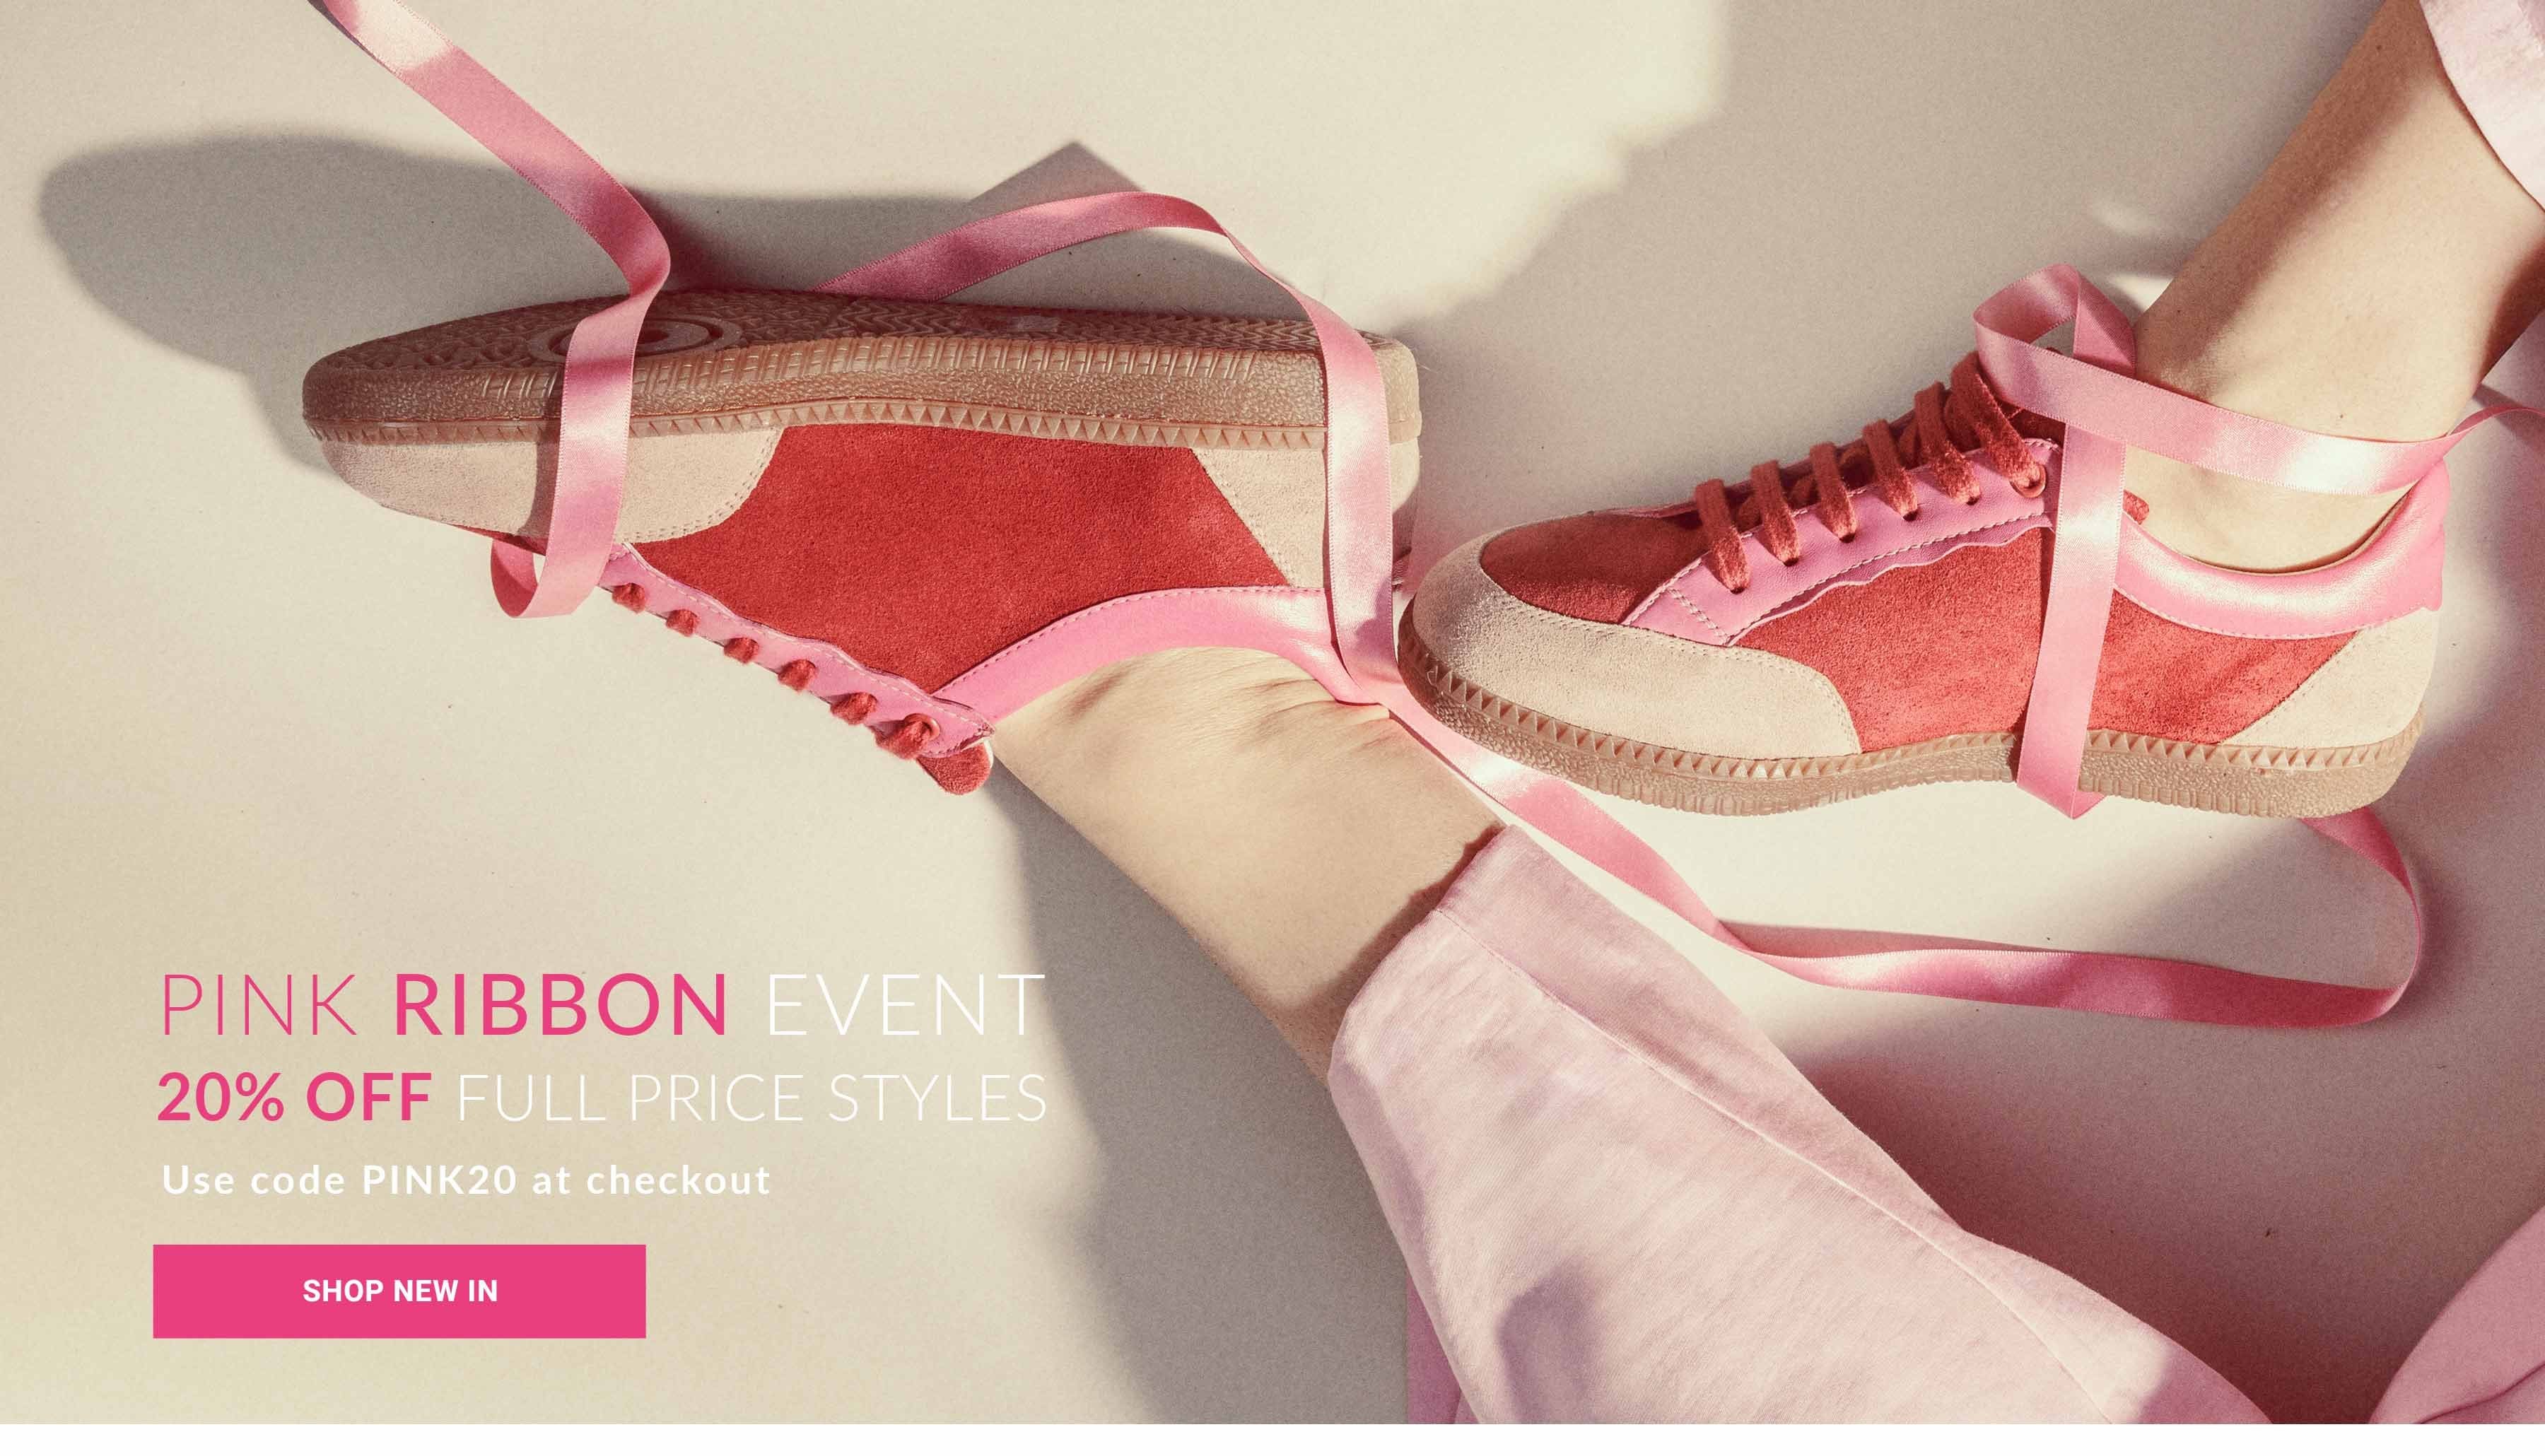 PINK RIBBON EVENT
20% OFF FULL PRICE STYLES
Use code PINK20 at checkout
SHOP NEW IN